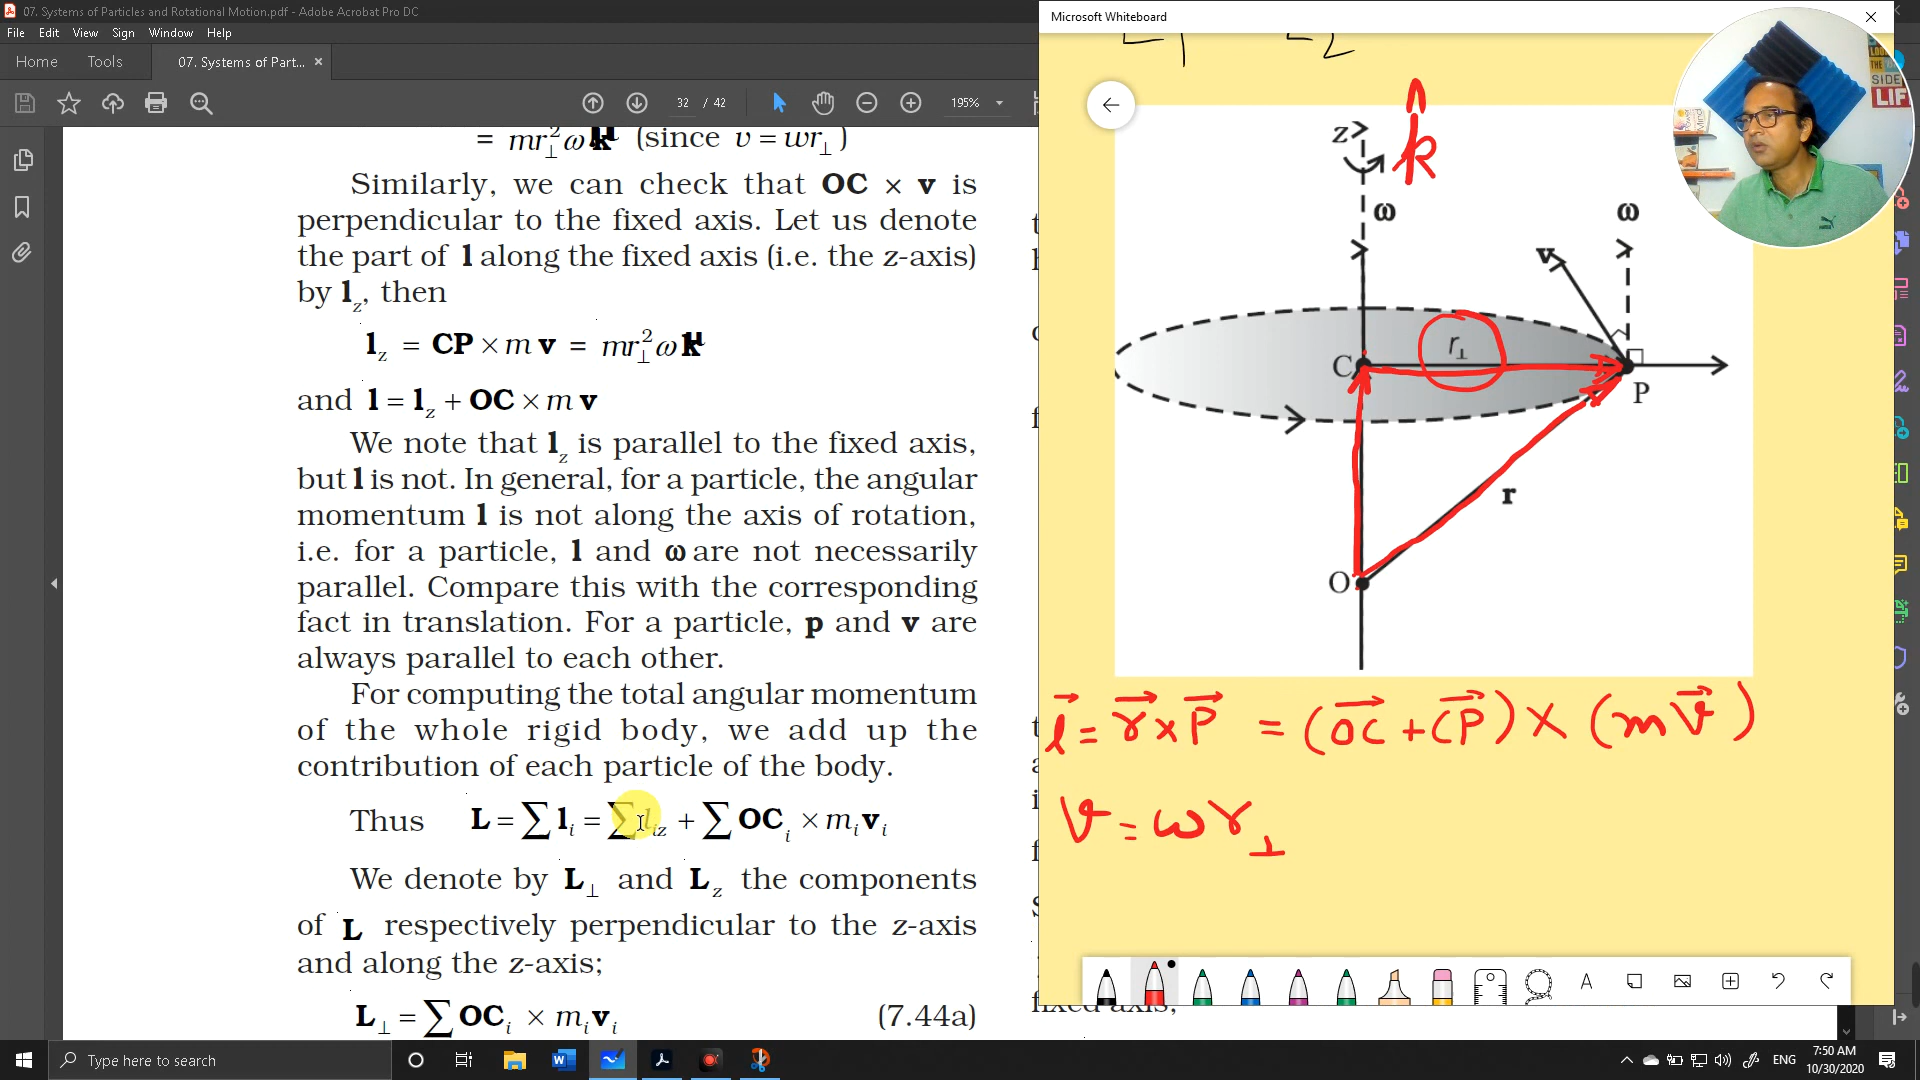 07. Systems of Particles and Rotational Motion.pdf - Adobe Acrobat Pro DC
File Edit View Sign Window Help
Home Tools 07. Systems of Part... ×
32 / 42 195%
= mr⊥²ω k̂ (since v = wr⊥)
Similarly, we can check that OC × v is
perpendicular to the fixed axis. Let us denote
the part of l along the fixed axis (i.e. the z-axis)
by l_z, then
l_z = CP × m v = mr⊥²ω k̂
and l = l_z + OC × m v
We note that l_z is parallel to the fixed axis,
but l is not. In general, for a particle, the angular
momentum l is not along the axis of rotation,
i.e. for a particle, l and ω are not necessarily
parallel. Compare this with the corresponding
fact in translation. For a particle, p and v are
always parallel to each other.
For computing the total angular momentum
of the whole rigid body, we add up the
contribution of each particle of the body.
Thus L = ∑ l_i = ∑ l_iz + ∑ OC_i × m_i v_i
We denote by L⊥ and L_z the components
of L respectively perpendicular to the z-axis
and along the z-axis;
L⊥ = ∑ OC_i × m_i v_i (7.44a)
Microsoft Whiteboard
z k̂
ω ω
v
C r⊥ P
r
O
l⃗ = r⃗ × P⃗ = (OC⃗ + CP⃗) × (m v⃗)
v = ω r⊥
fixed axis,
SIDE
LIF
Type here to search
ENG
7:50 AM
10/30/2020